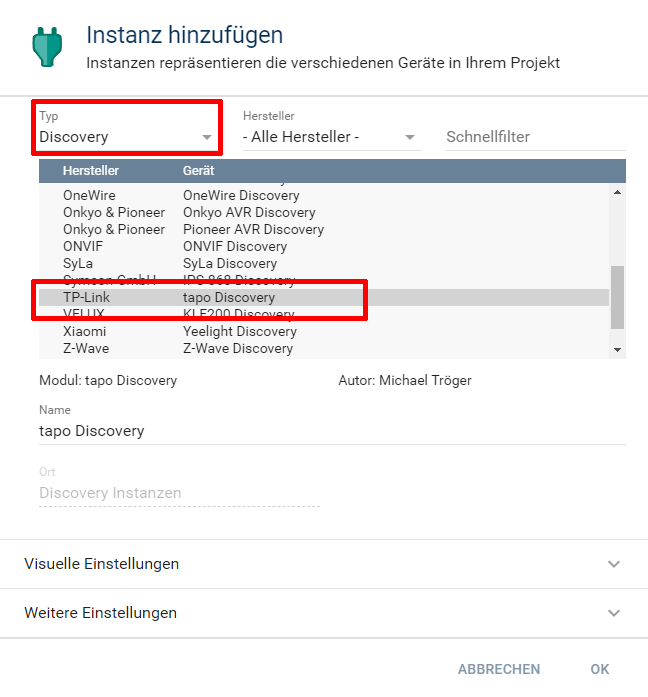 Instanz hinzufügen
Instanzen repräsentieren die verschiedenen Geräte in Ihrem Projekt
Typ Hersteller
Discovery - Alle Hersteller - Schnellfilter
Hersteller Gerät
OneWire OneWire Discovery
Onkyo & Pioneer Onkyo AVR Discovery
Onkyo & Pioneer Pioneer AVR Discovery
ONVIF ONVIF Discovery
SyLa SyLa Discovery
Symcon GmbH IPS-868 Discovery
TP-Link tapo Discovery
VELUX KLF200 Discovery
Xiaomi Yeelight Discovery
Z-Wave Z-Wave Discovery
Modul: tapo Discovery Autor: Michael Tröger
Name
tapo Discovery
Ort
Discovery Instanzen
Visuelle Einstellungen
Weitere Einstellungen
ABBRECHEN OK